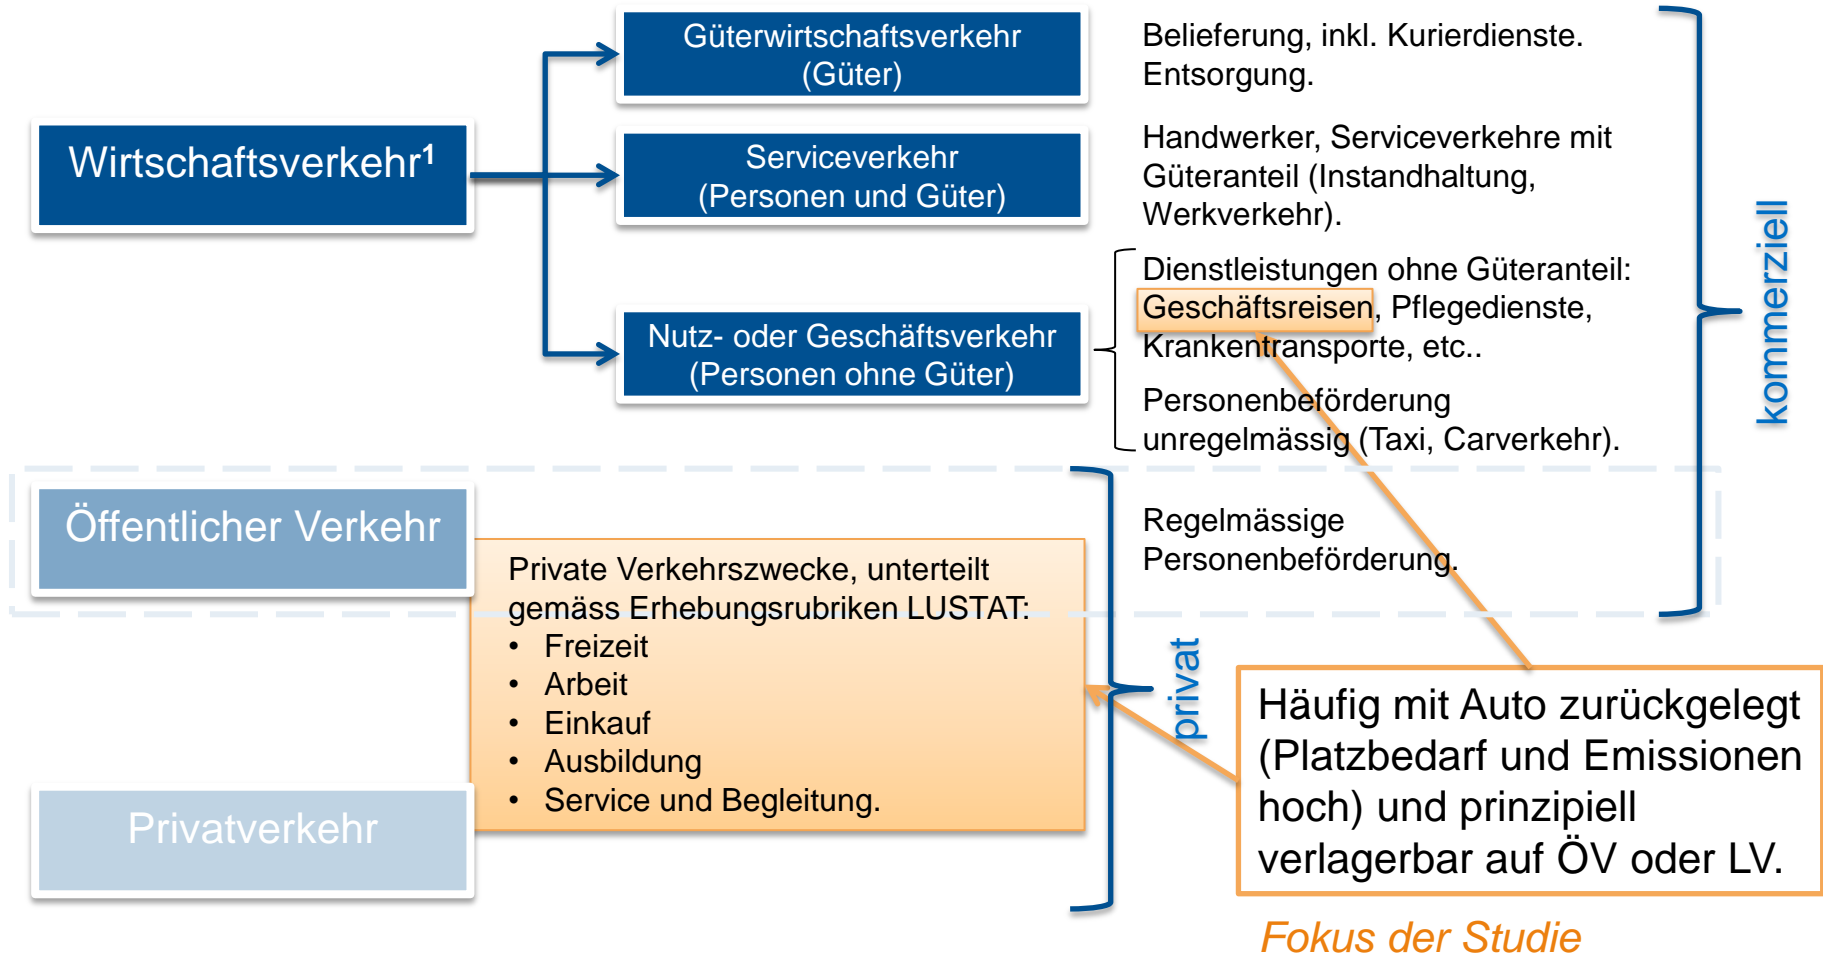 Wirtschaftsverkehr¹
Güterwirtschaftsverkehr
(Güter)
Belieferung, inkl. Kurierdienste.
Entsorgung.
Serviceverkehr
(Personen und Güter)
Handwerker, Serviceverkehre mit
Güteranteil (Instandhaltung,
Werkverkehr).
Nutz- oder Geschäftsverkehr
(Personen ohne Güter)
Dienstleistungen ohne Güteranteil:
Geschäftsreisen, Pflegedienste,
Krankentransporte, etc..
Personenbeförderung
unregelmässig (Taxi, Carverkehr).
kommerziell
Öffentlicher Verkehr
Regelmässige
Personenbeförderung.
Private Verkehrszwecke, unterteilt
gemäss Erhebungsrubriken LUSTAT:
• Freizeit
• Arbeit
• Einkauf
• Ausbildung
• Service und Begleitung.
privat
Privatverkehr
Häufig mit Auto zurückgelegt
(Platzbedarf und Emissionen
hoch) und prinzipiell
verlagerbar auf ÖV oder LV.
Fokus der Studie